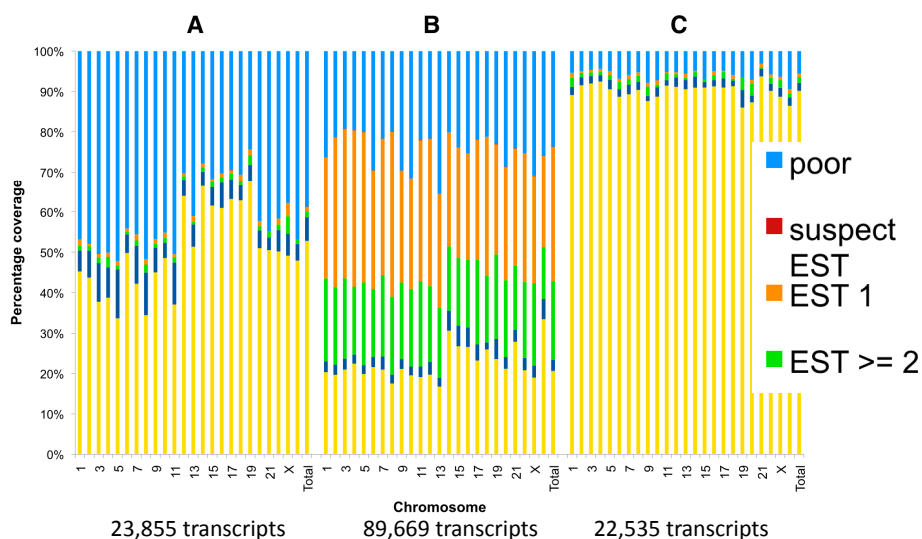 A B C
100%
90%
80%
70%
60%
50%
40%
30%
20%
10%
0%
Percentage coverage
poor
suspect
EST
EST 1
EST >= 2
1 3 5 7 9 11 13 15 17 19 21 X Total 1 3 5 7 9 11 13 15 17 19 21 X Total 1 3 5 7 9 11 13 15 17 19 21 X Total
Chromosome
23,855 transcripts 89,669 transcripts 22,535 transcripts